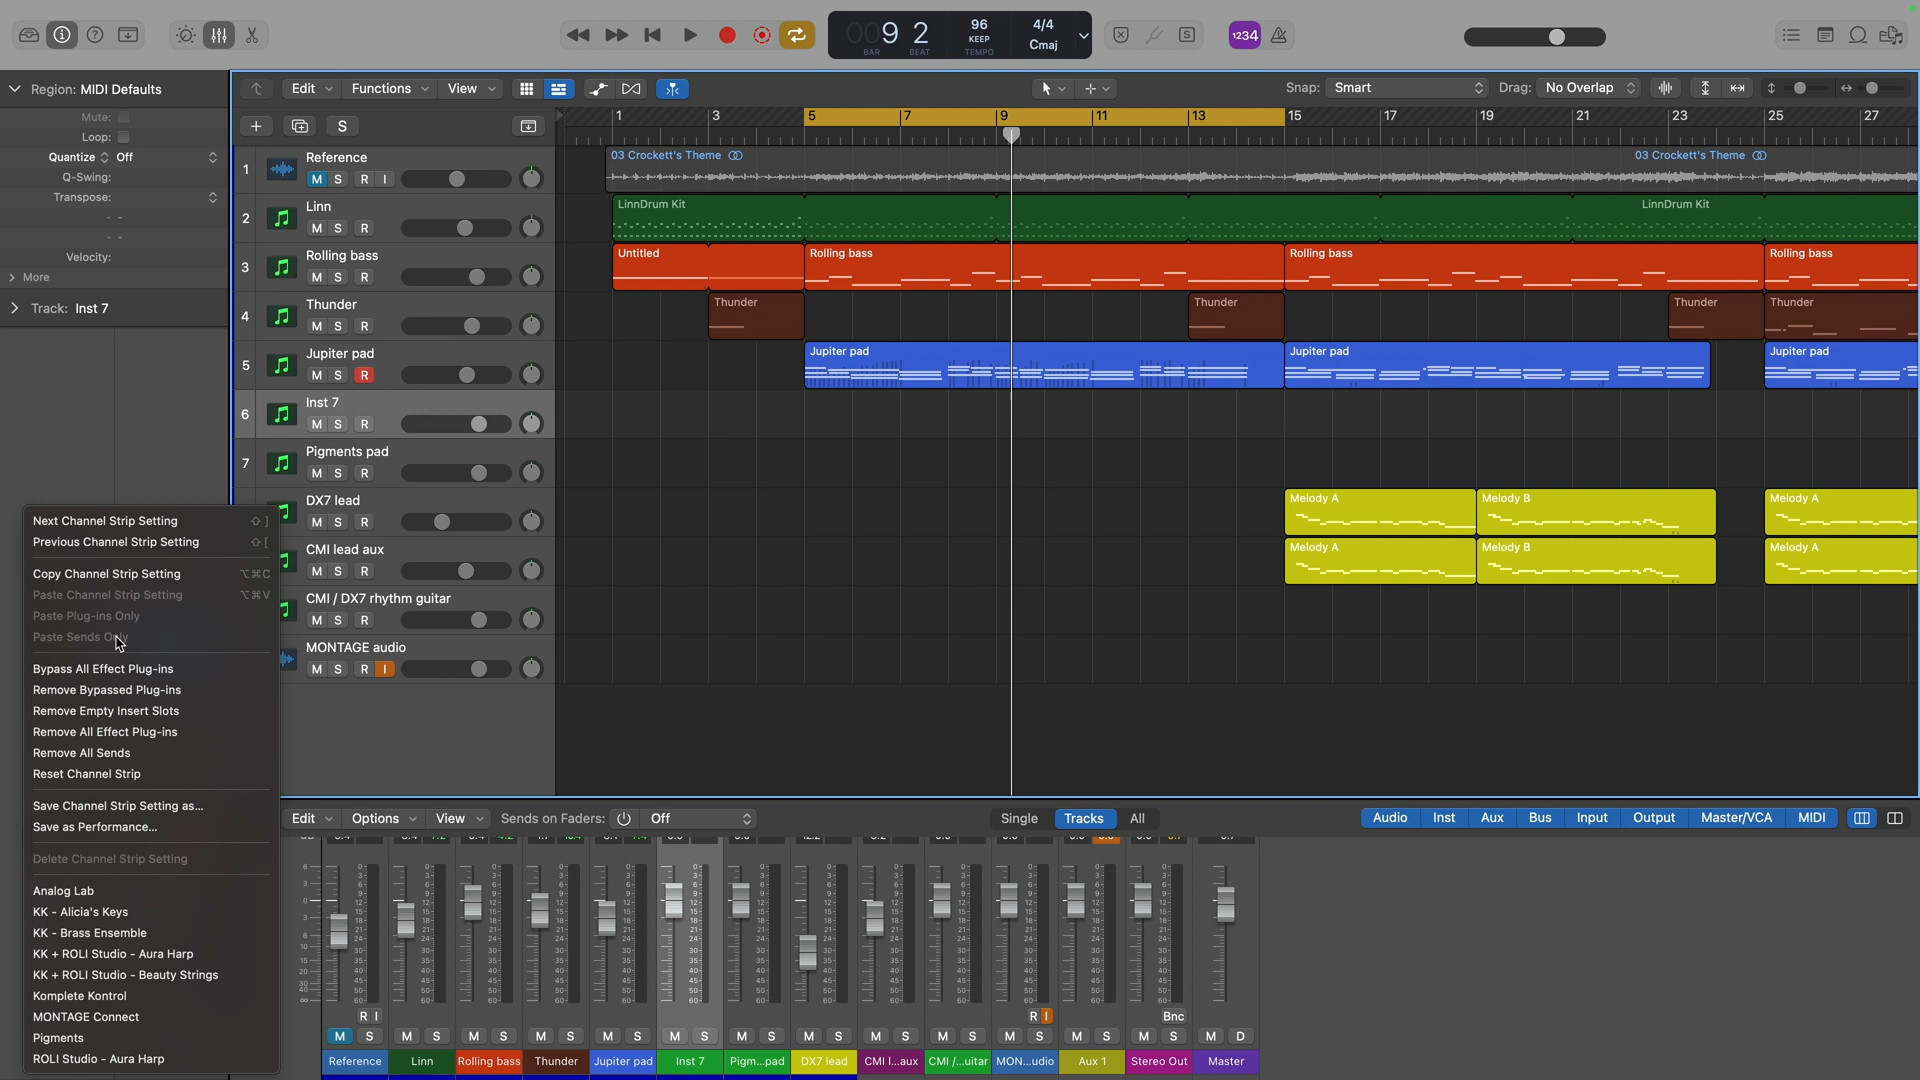 9 2
BAR BEAT
96
KEEP
TEMPO
4/4
Cmaj
1234
Region: MIDI Defaults
Mute:
Loop:
Quantize Off
Q-Swing:
Transpose:
Velocity:
More
Track: Inst 7
Edit Functions View
Snap: Smart Drag: No Overlap
S
1 3 5 7 9 11 13 15 17 19 21 23 25 27
1 Reference
M S R I
03 Crockett's Theme 03 Crockett's Theme
2 Linn
M S R
LinnDrum Kit LinnDrum Kit
3 Rolling bass
M S R
Untitled Rolling bass Rolling bass Rolling bass
4 Thunder
M S R
Thunder Thunder Thunder Thunder
5 Jupiter pad
M S R
Jupiter pad Jupiter pad Jupiter pad
6 Inst 7
M S R
7 Pigments pad
M S R
DX7 lead
M S R
Melody A Melody B Melody A
CMI lead aux
M S R
Melody A Melody B Melody A
CMI / DX7 rhythm guitar
M S R
MONTAGE audio
M S R I
Next Channel Strip Setting ⇧ ]
Previous Channel Strip Setting ⇧ [
Copy Channel Strip Setting ⌥⌘C
Paste Channel Strip Setting ⌥⌘V
Paste Plug-ins Only
Paste Sends Only
Bypass All Effect Plug-ins
Remove Bypassed Plug-ins
Remove Empty Insert Slots
Remove All Effect Plug-ins
Remove All Sends
Reset Channel Strip
Save Channel Strip Setting as...
Save as Performance...
Delete Channel Strip Setting
Analog Lab
KK - Alicia's Keys
KK - Brass Ensemble
KK + ROLI Studio - Aura Harp
KK + ROLI Studio - Beauty Strings
Komplete Kontrol
MONTAGE Connect
Pigments
ROLI Studio - Aura Harp
Edit Options View Sends on Faders: Off
Single Tracks All
Audio Inst Aux Bus Input Output Master/VCA MIDI
R I R I Bnc
M S M S M S M S M S M S M S M S M S M S M S M S M S M D
Reference Linn Rolling bass Thunder Jupiter pad Inst 7 Pigm...pad DX7 lead CMI l...aux CMI /...uitar MON...udio Aux 1 Stereo Out Master